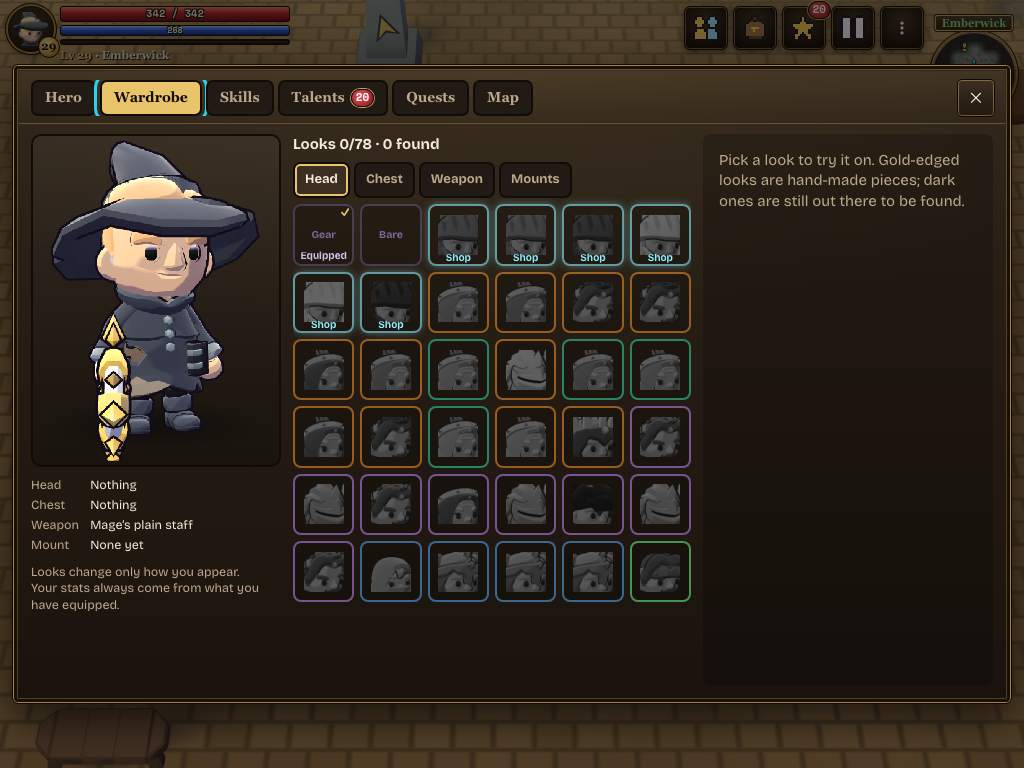 342 / 342
268
29
Lv 29 · Emberwick
20
Emberwick
Hero
Wardrobe
Skills
Talents 20
Quests
Map
Looks 0/78 · 0 found
Head
Chest
Weapon
Mounts
Gear
Equipped
Bare
Shop
Shop
Shop
Shop
Shop
Shop
Pick a look to try it on. Gold-edged
looks are hand-made pieces; dark
ones are still out there to be found.
Head Nothing
Chest Nothing
Weapon Mage's plain staff
Mount None yet
Looks change only how you appear.
Your stats always come from what you
have equipped.